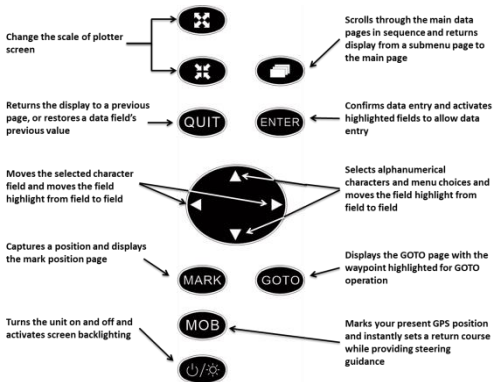 Change the scale of plotter
screen
Scrolls through the main data
pages in sequence and returns
display from a submenu page to
the main page
Returns the display to a previous
page, or restores a data field's
previous value
QUIT
ENTER
Confirms data entry and activates
highlighted fields to allow data
entry
Moves the selected character
field and moves the field
highlight from field to field
Selects alphanumerical
characters and menu choices and
moves the field highlight from
field to field
Captures a position and displays
the mark position page
MARK
GOTO
Displays the GOTO page with the
waypoint highlighted for GOTO
operation
Turns the unit on and off and
activates screen backlighting
MOB
Marks your present GPS position
and instantly sets a return course
while providing steering
guidance